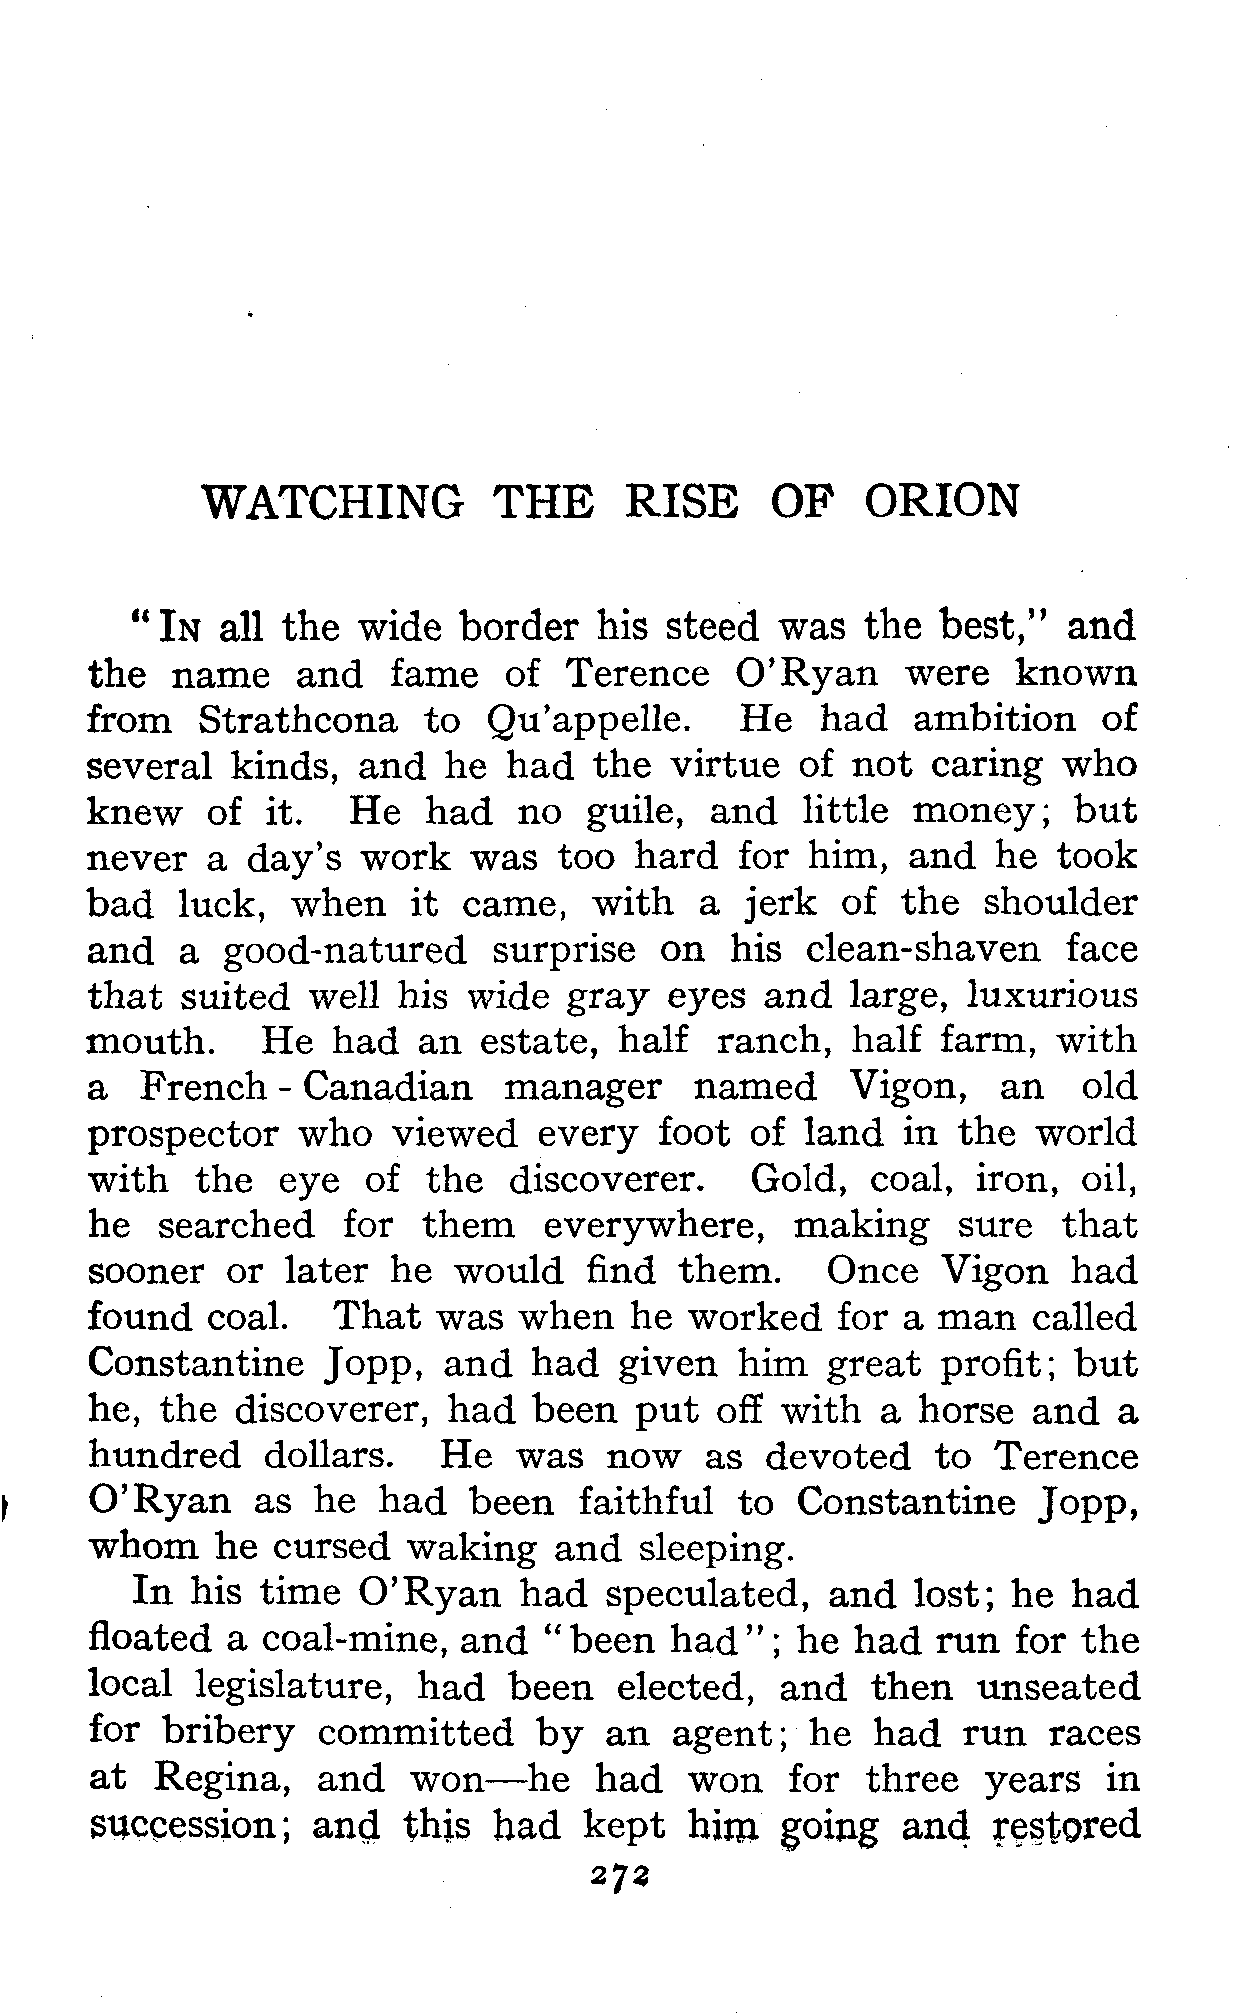 WATCHING THE RISE OF ORION
"IN all the wide border his steed was the best," and
the name and fame of Terence O'Ryan were known
from Strathcona to Qu'appelle. He had ambition of
several kinds, and he had the virtue of not caring who
knew of it. He had no guile, and little money; but
never a day's work was too hard for him, and he took
bad luck, when it came, with a jerk of the shoulder
and a good-natured surprise on his clean-shaven face
that suited well his wide gray eyes and large, luxurious
mouth. He had an estate, half ranch, half farm, with
a French-Canadian manager named Vigon, an old
prospector who viewed every foot of land in the world
with the eye of the discoverer. Gold, coal, iron, oil,
he searched for them everywhere, making sure that
sooner or later he would find them. Once Vigon had
found coal. That was when he worked for a man called
Constantine Jopp, and had given him great profit; but
he, the discoverer, had been put off with a horse and a
hundred dollars. He was now as devoted to Terence
O'Ryan as he had been faithful to Constantine Jopp,
whom he cursed waking and sleeping.
In his time O'Ryan had speculated, and lost; he had
floated a coal-mine, and "been had"; he had run for the
local legislature, had been elected, and then unseated
for bribery committed by an agent; he had run races
at Regina, and won—he had won for three years in
succession; and this had kept him going and restored
272